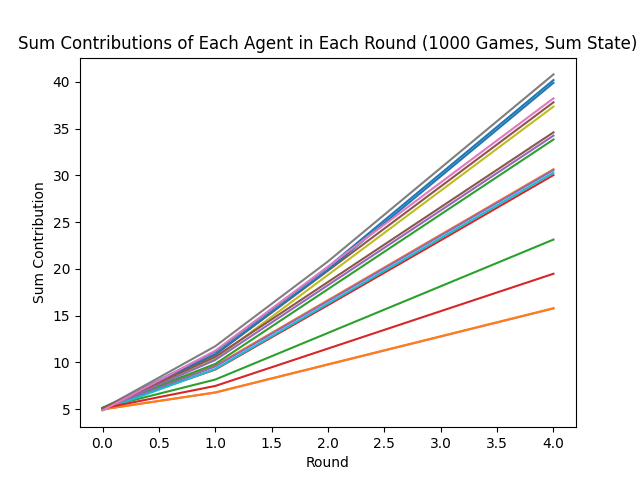 Sum Contributions of Each Agent in Each Round (1000 Games, Sum State)
40
35
30
25
20
15
10
5
Sum Contribution
0.0 0.5 1.0 1.5 2.0 2.5 3.0 3.5 4.0
Round